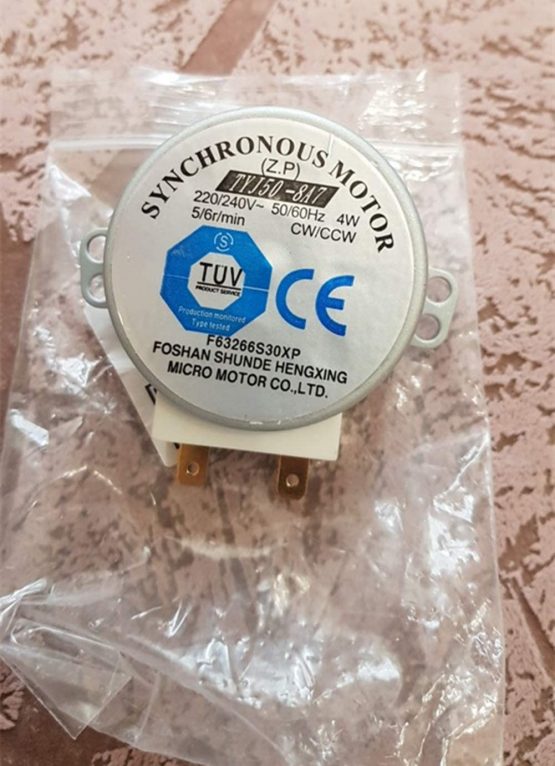 SYNCHRONOUS MOTOR
(Z.P)
TYJ50-8A7
220/240V~ 50/60Hz 4W
5/6r/min CW/CCW
S
TUV
PRODUCT SERVICE
Production monitored
Type tested
CE
F63266S30XP
FOSHAN SHUNDE HENGXING
MICRO MOTOR CO.,LTD.